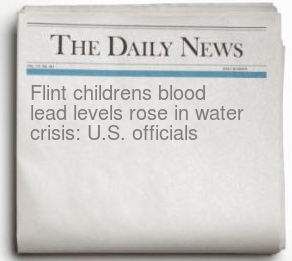 THE DAILY NEWS
Flint childrens blood
lead levels rose in water
crisis: U.S. officials